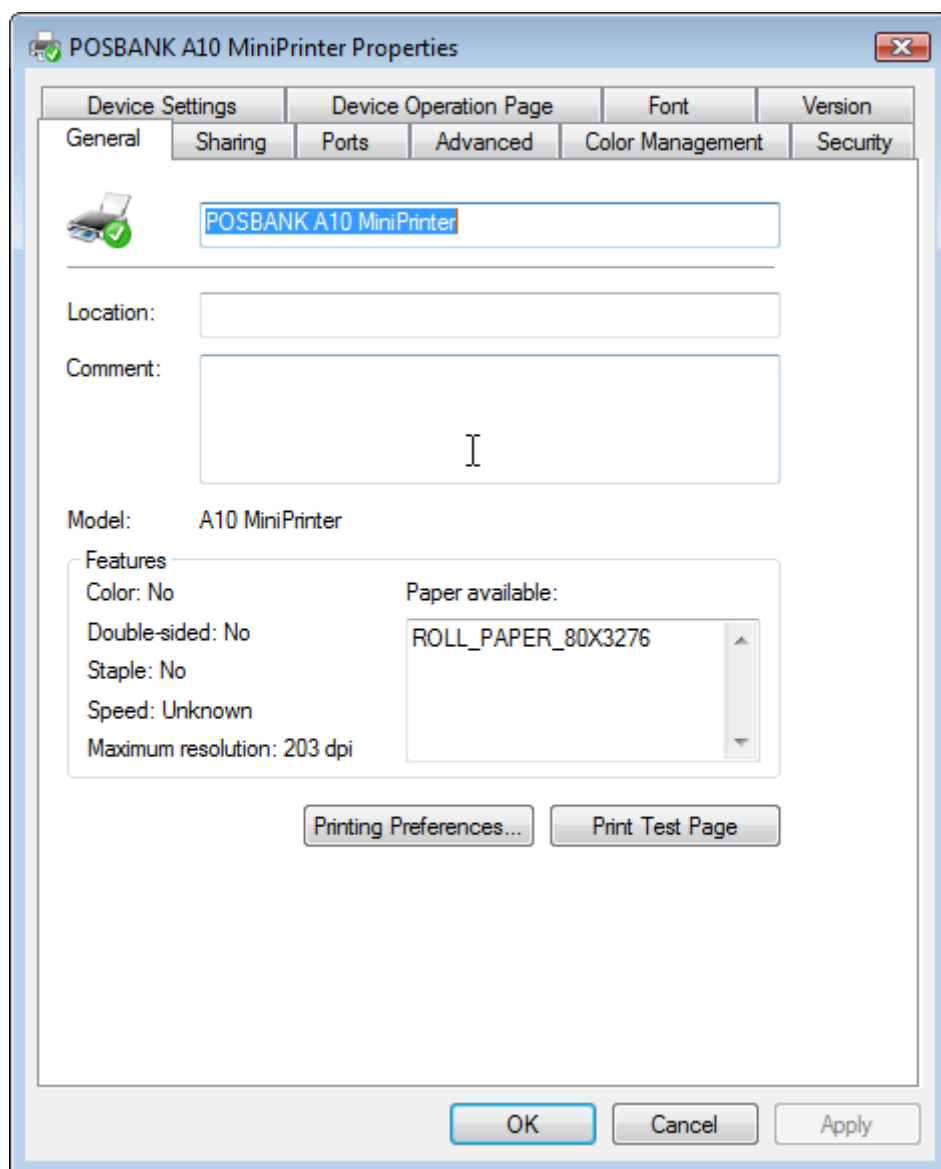 POSBANK A10 MiniPrinter Properties
Device Settings Device Operation Page Font Version
General Sharing Ports Advanced Color Management Security
POSBANK A10 MiniPrinter
Location:
Comment:
Model: A10 MiniPrinter
Features
Color: No Paper available:
Double-sided: No ROLL_PAPER_80X3276
Staple: No
Speed: Unknown
Maximum resolution: 203 dpi
Printing Preferences... Print Test Page
OK Cancel Apply